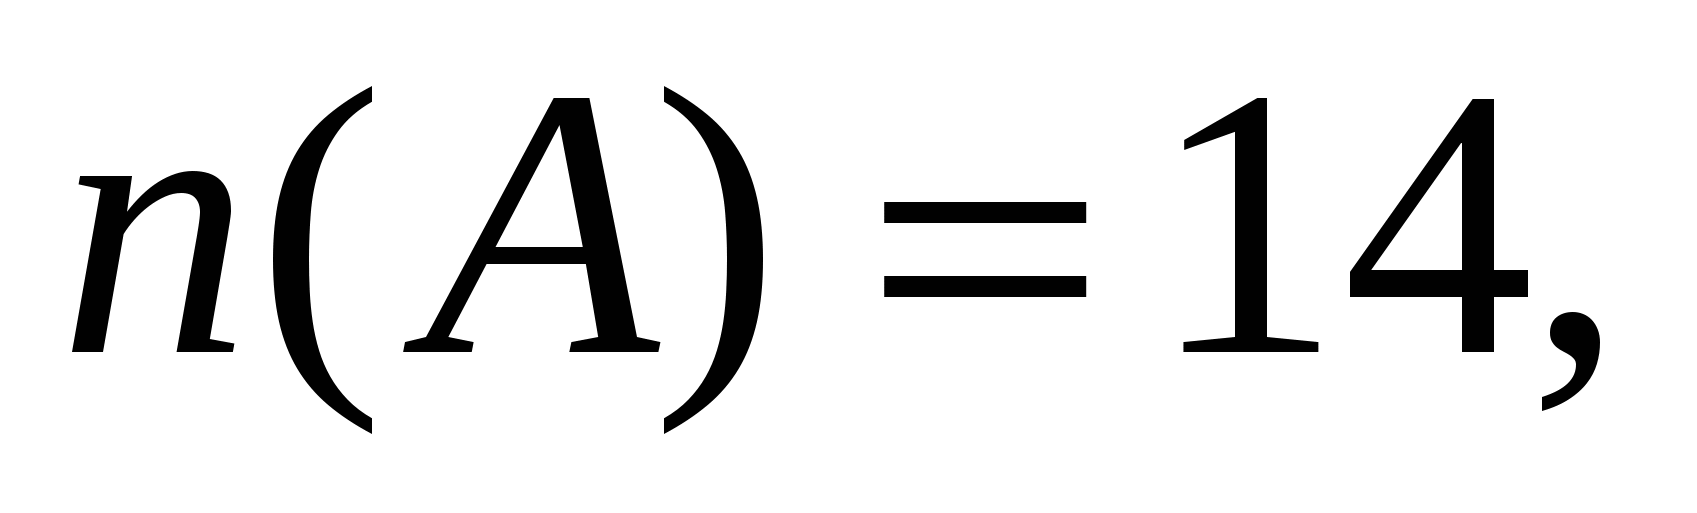 n(A) = 14,